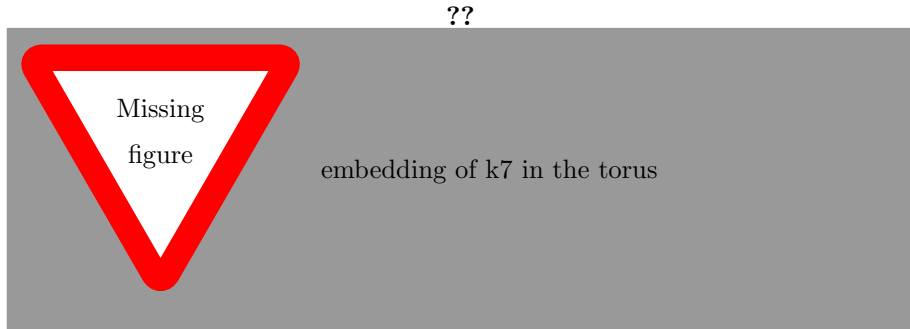 ??
Missing
figure
embedding of k7 in the torus